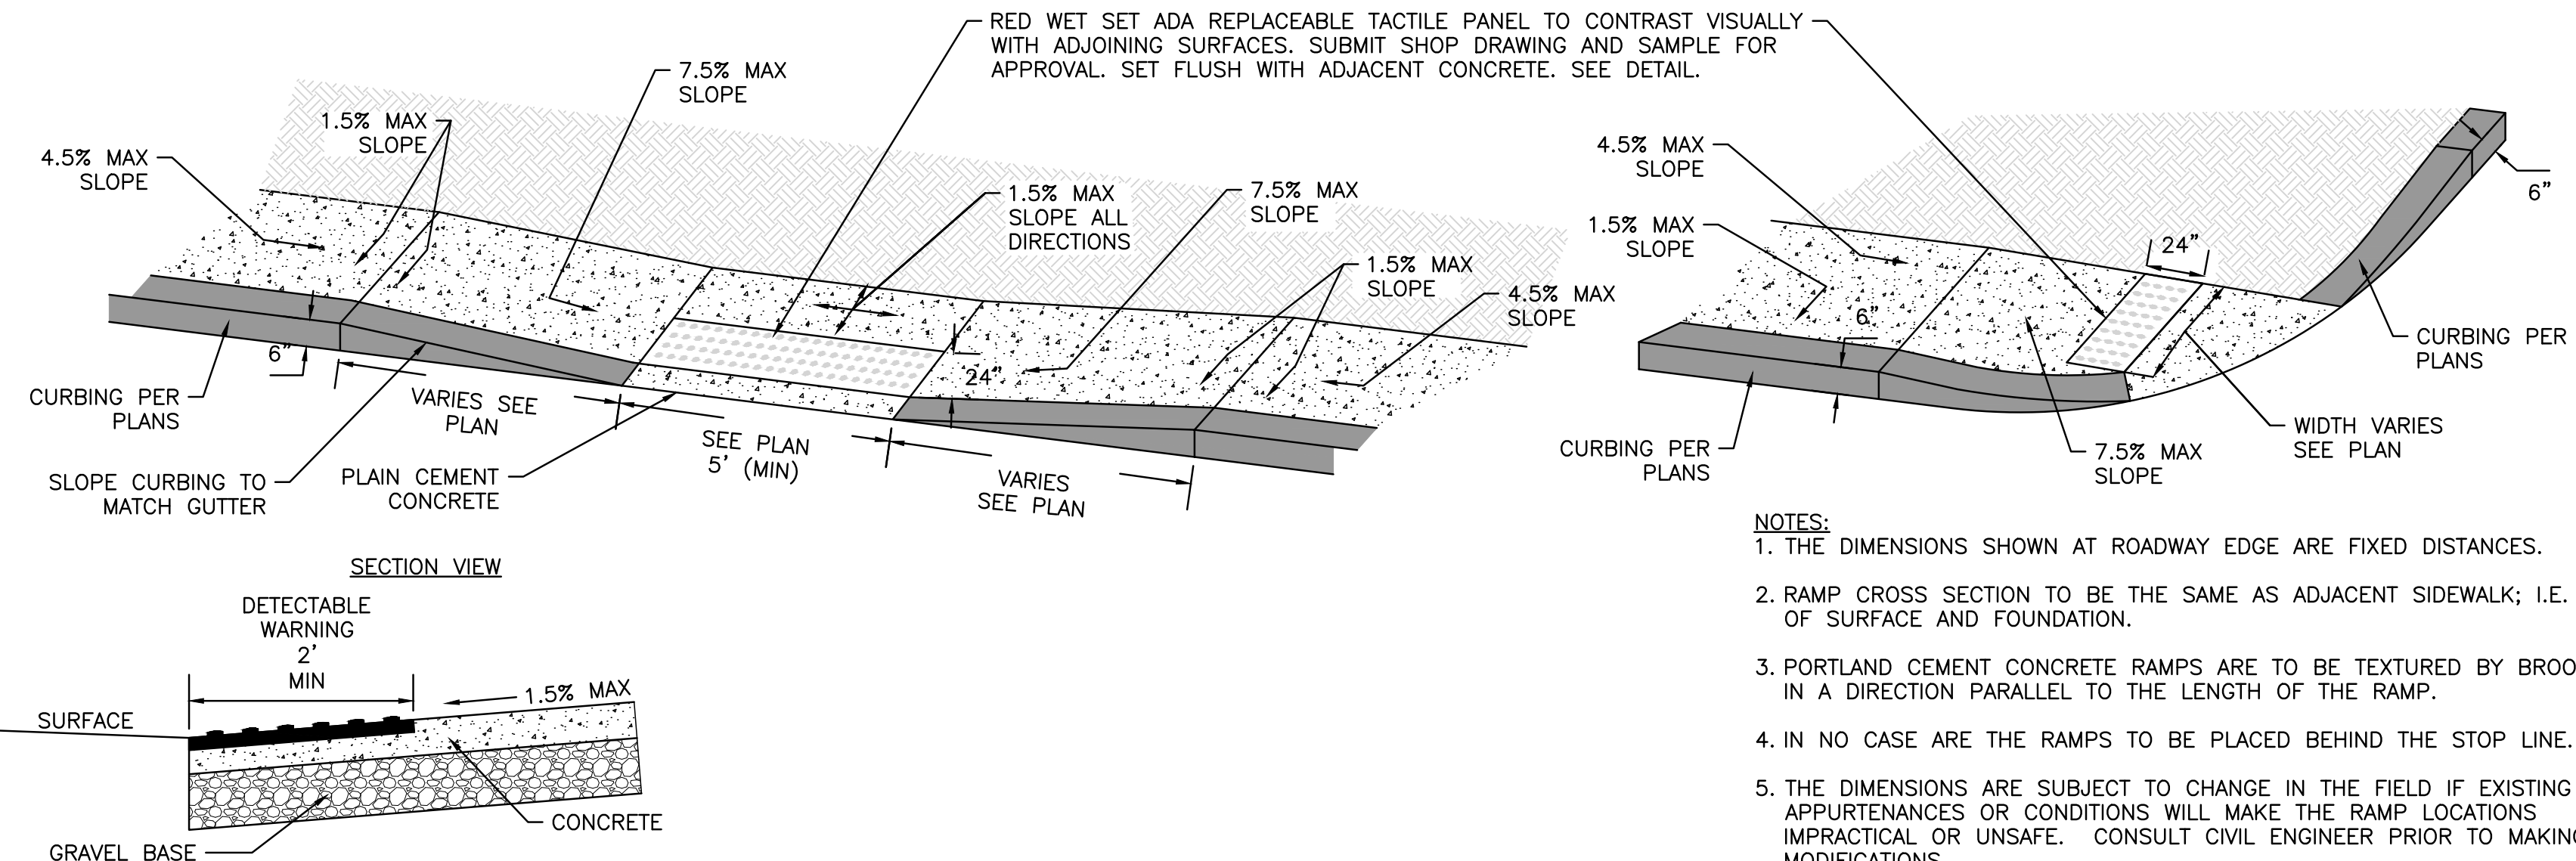 RED WET SET ADA REPLACEABLE TACTILE PANEL TO CONTRAST VISUALLY
WITH ADJOINING SURFACES. SUBMIT SHOP DRAWING AND SAMPLE FOR
APPROVAL. SET FLUSH WITH ADJACENT CONCRETE. SEE DETAIL.
7.5% MAX
SLOPE
1.5% MAX
SLOPE
4.5% MAX
SLOPE
1.5% MAX
SLOPE ALL
DIRECTIONS
7.5% MAX
SLOPE
1.5% MAX
SLOPE
4.5% MAX
SLOPE
6"
24"
CURBING PER
PLANS
VARIES SEE
PLAN
SLOPE CURBING TO
MATCH GUTTER
PLAIN CEMENT
CONCRETE
SEE PLAN
5' (MIN)
VARIES
SEE PLAN
4.5% MAX
SLOPE
1.5% MAX
SLOPE
6"
24"
6"
CURBING PER
PLANS
WIDTH VARIES
SEE PLAN
7.5% MAX
SLOPE
CURBING PER
PLANS
SECTION VIEW
DETECTABLE
WARNING
2'
MIN
1.5% MAX
SURFACE
CONCRETE
GRAVEL BASE
NOTES:
1. THE DIMENSIONS SHOWN AT ROADWAY EDGE ARE FIXED DISTANCES.
2. RAMP CROSS SECTION TO BE THE SAME AS ADJACENT SIDEWALK; I.E.
OF SURFACE AND FOUNDATION.
3. PORTLAND CEMENT CONCRETE RAMPS ARE TO BE TEXTURED BY BROO
IN A DIRECTION PARALLEL TO THE LENGTH OF THE RAMP.
4. IN NO CASE ARE THE RAMPS TO BE PLACED BEHIND THE STOP LINE.
5. THE DIMENSIONS ARE SUBJECT TO CHANGE IN THE FIELD IF EXISTING
APPURTENANCES OR CONDITIONS WILL MAKE THE RAMP LOCATIONS
IMPRACTICAL OR UNSAFE. CONSULT CIVIL ENGINEER PRIOR TO MAKING
MODIFICATIONS